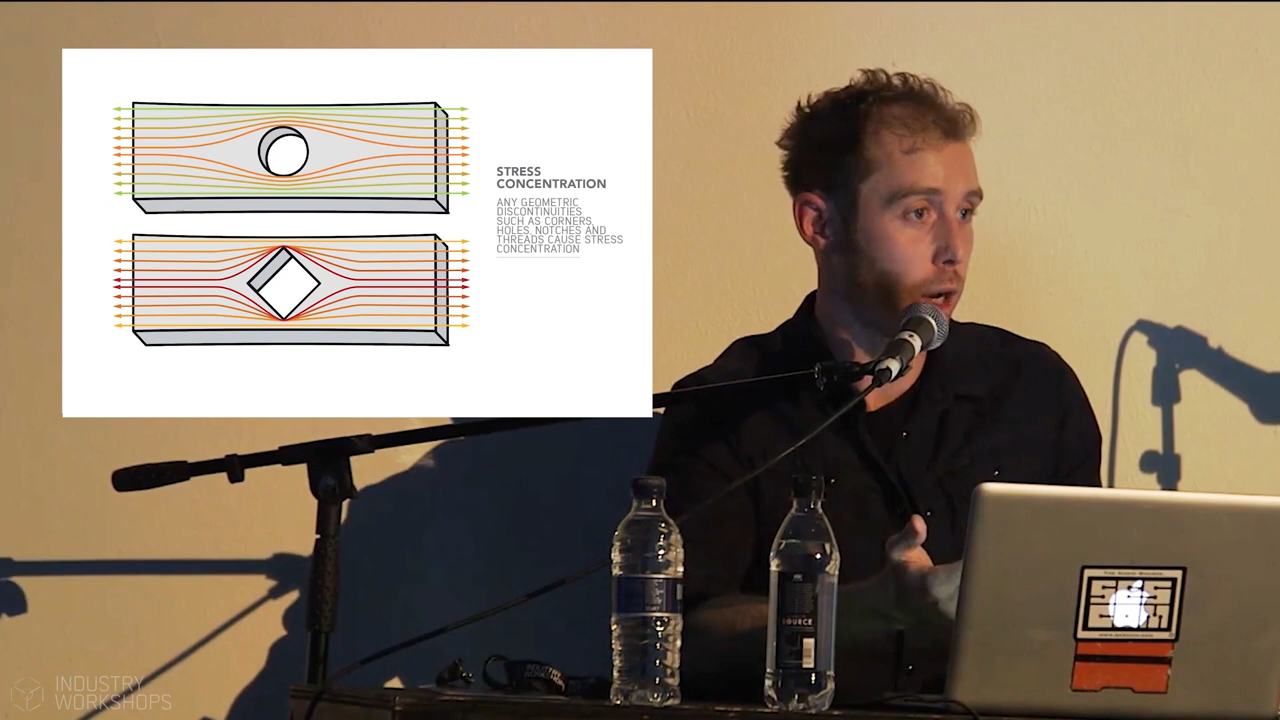 STRESS
CONCENTRATION
ANY GEOMETRIC
DISCONTINUITIES
SUCH AS CORNERS,
HOLES, NOTCHES AND
THREADS CAUSE STRESS
CONCENTRATION
SOURCE
INDUSTRY
WORKSHOPS